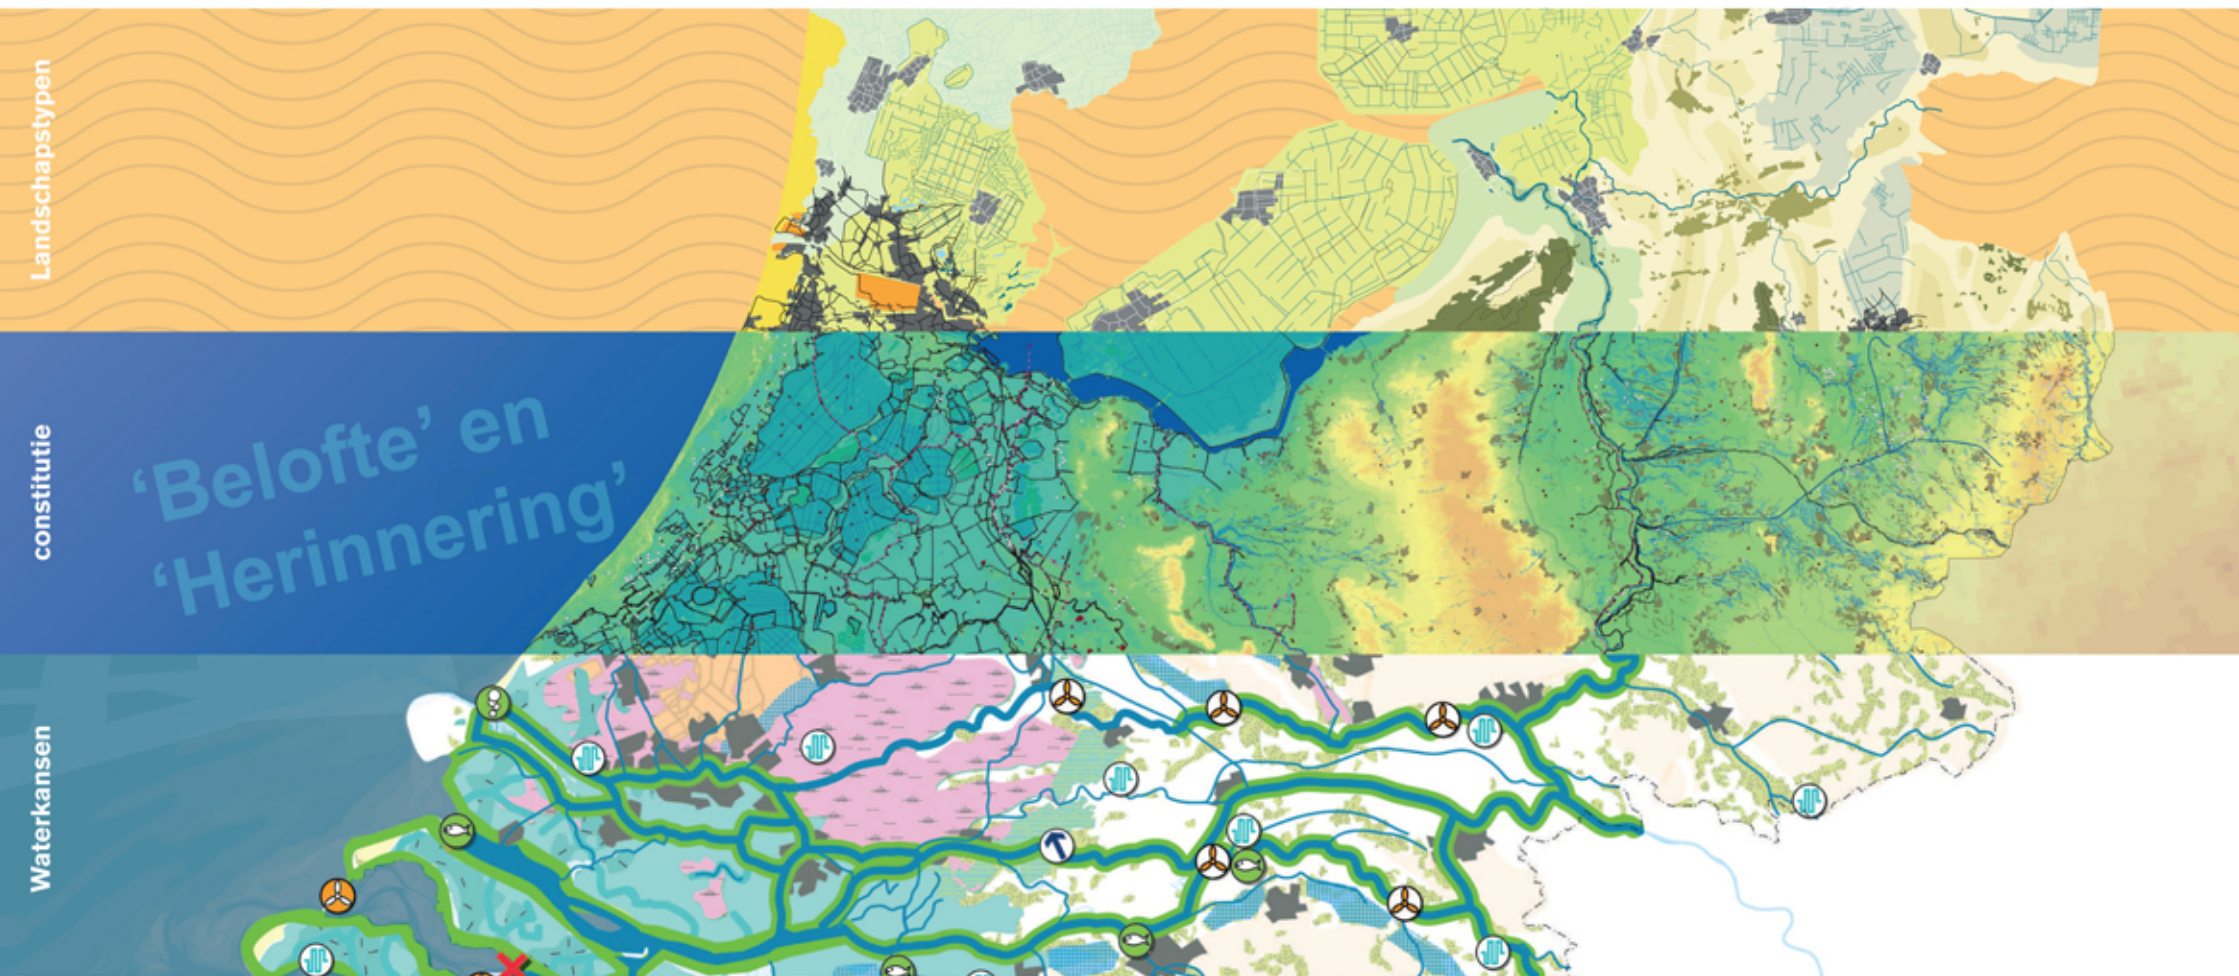 Landschapstypen
constitutie
‘Belofte’ en
‘Herinnering’
Waterkansen